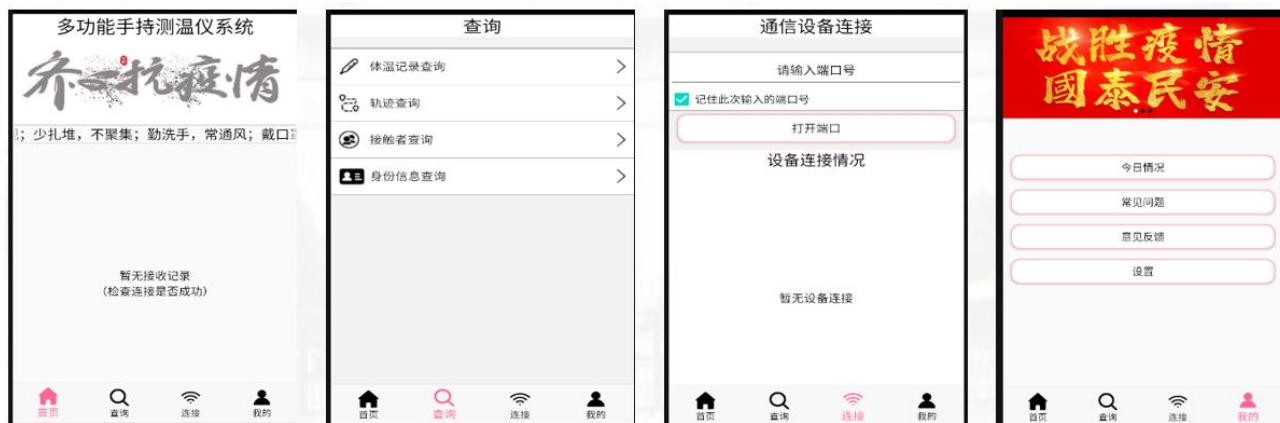 多功能手持测温仪系统
齐心抗疫情
少扎堆，不聚集；勤洗手，常通风；戴口
暂无接收记录
(检查连接是否成功)
首页
查询
连接
我的
查询
体温记录查询
轨迹查询
接触者查询
身份信息查询
首页
查询
连接
我的
通信设备连接
请输入端口号
记住此次输入的端口号
打开端口
设备连接情况
暂无设备连接
首页
查询
连接
我的
战胜疫情
國泰民安
今日情况
常见问题
意见反馈
设置
首页
查询
连接
我的